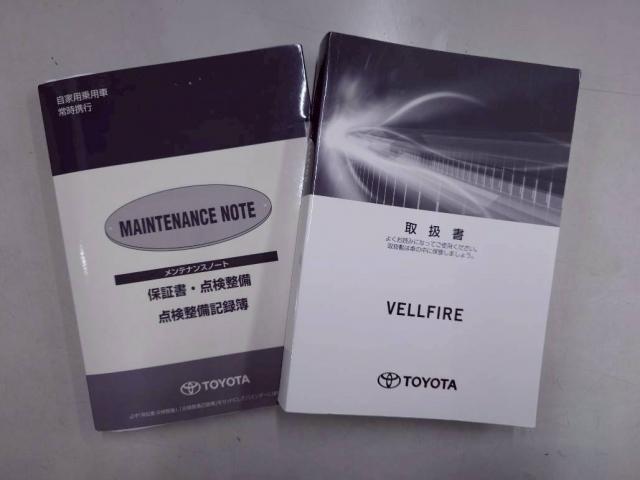 自家用乗用車
常時携行
MAINTENANCE NOTE
メンテナンスノート
保証書・点検整備
点検整備記録簿
TOYOTA
取扱書
よくお読みになってご使用ください。
取扱書は車の中に保管しましょう。
VELLFIRE
TOYOTA